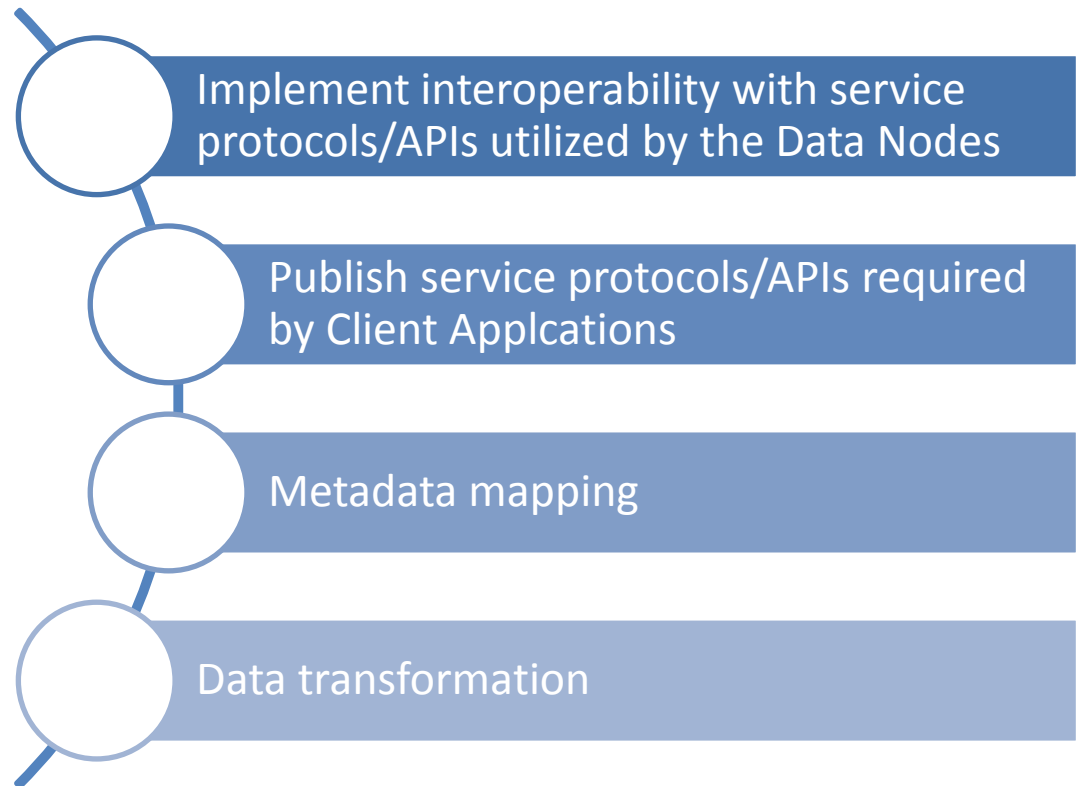 Implement interoperability with service
protocols/APIs utilized by the Data Nodes
Publish service protocols/APIs required
by Client Applcations
Metadata mapping
Data transformation